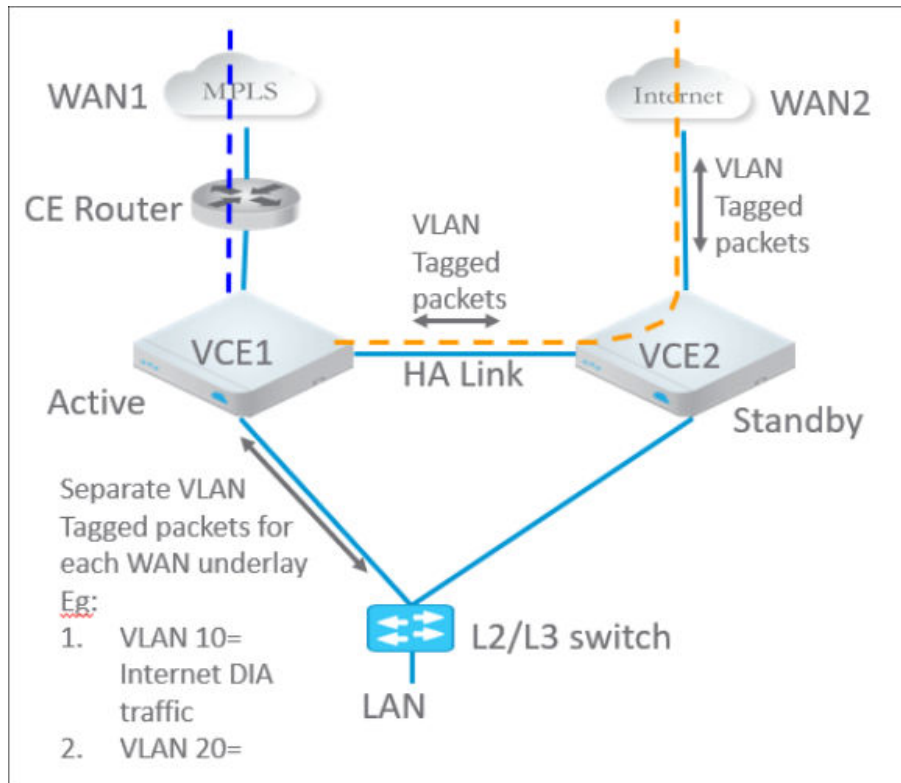 MPLS
WAN1
Internet
WAN2
CE Router
VLAN
Tagged
packets
VLAN
Tagged
packets
VCE1
VCE2
HA Link
Active
Standby
Separate VLAN
Tagged packets for
each WAN underlay
Eg:
1. VLAN 10=
Internet DIA
traffic
2. VLAN 20=
L2/L3 switch
LAN